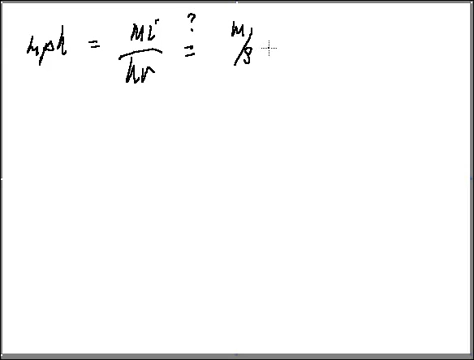 mph = mi/hr ?= m/s